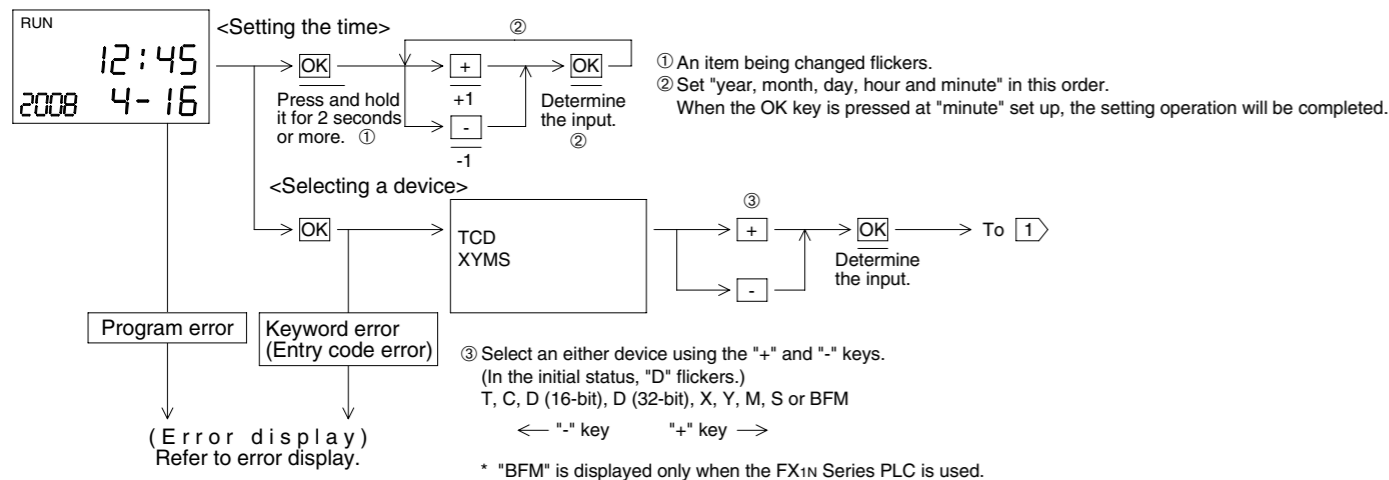 RUN
12:45
2008 4-16
<Setting the time>
OK
Press and hold
it for 2 seconds
or more. ①
+
+1
-
-1
②
OK
Determine
the input.
②
① An item being changed flickers.
② Set "year, month, day, hour and minute" in this order.
When the OK key is pressed at "minute" set up, the setting operation will be completed.
<Selecting a device>
OK
TCD
XYMS
③
+
-
OK
Determine
the input.
To 1
Program error
Keyword error
(Entry code error)
(Error display)
Refer to error display.
③ Select an either device using the "+" and "-" keys.
(In the initial status, "D" flickers.)
T, C, D (16-bit), D (32-bit), X, Y, M, S or BFM
← "-" key "+" key →
* "BFM" is displayed only when the FX1N Series PLC is used.